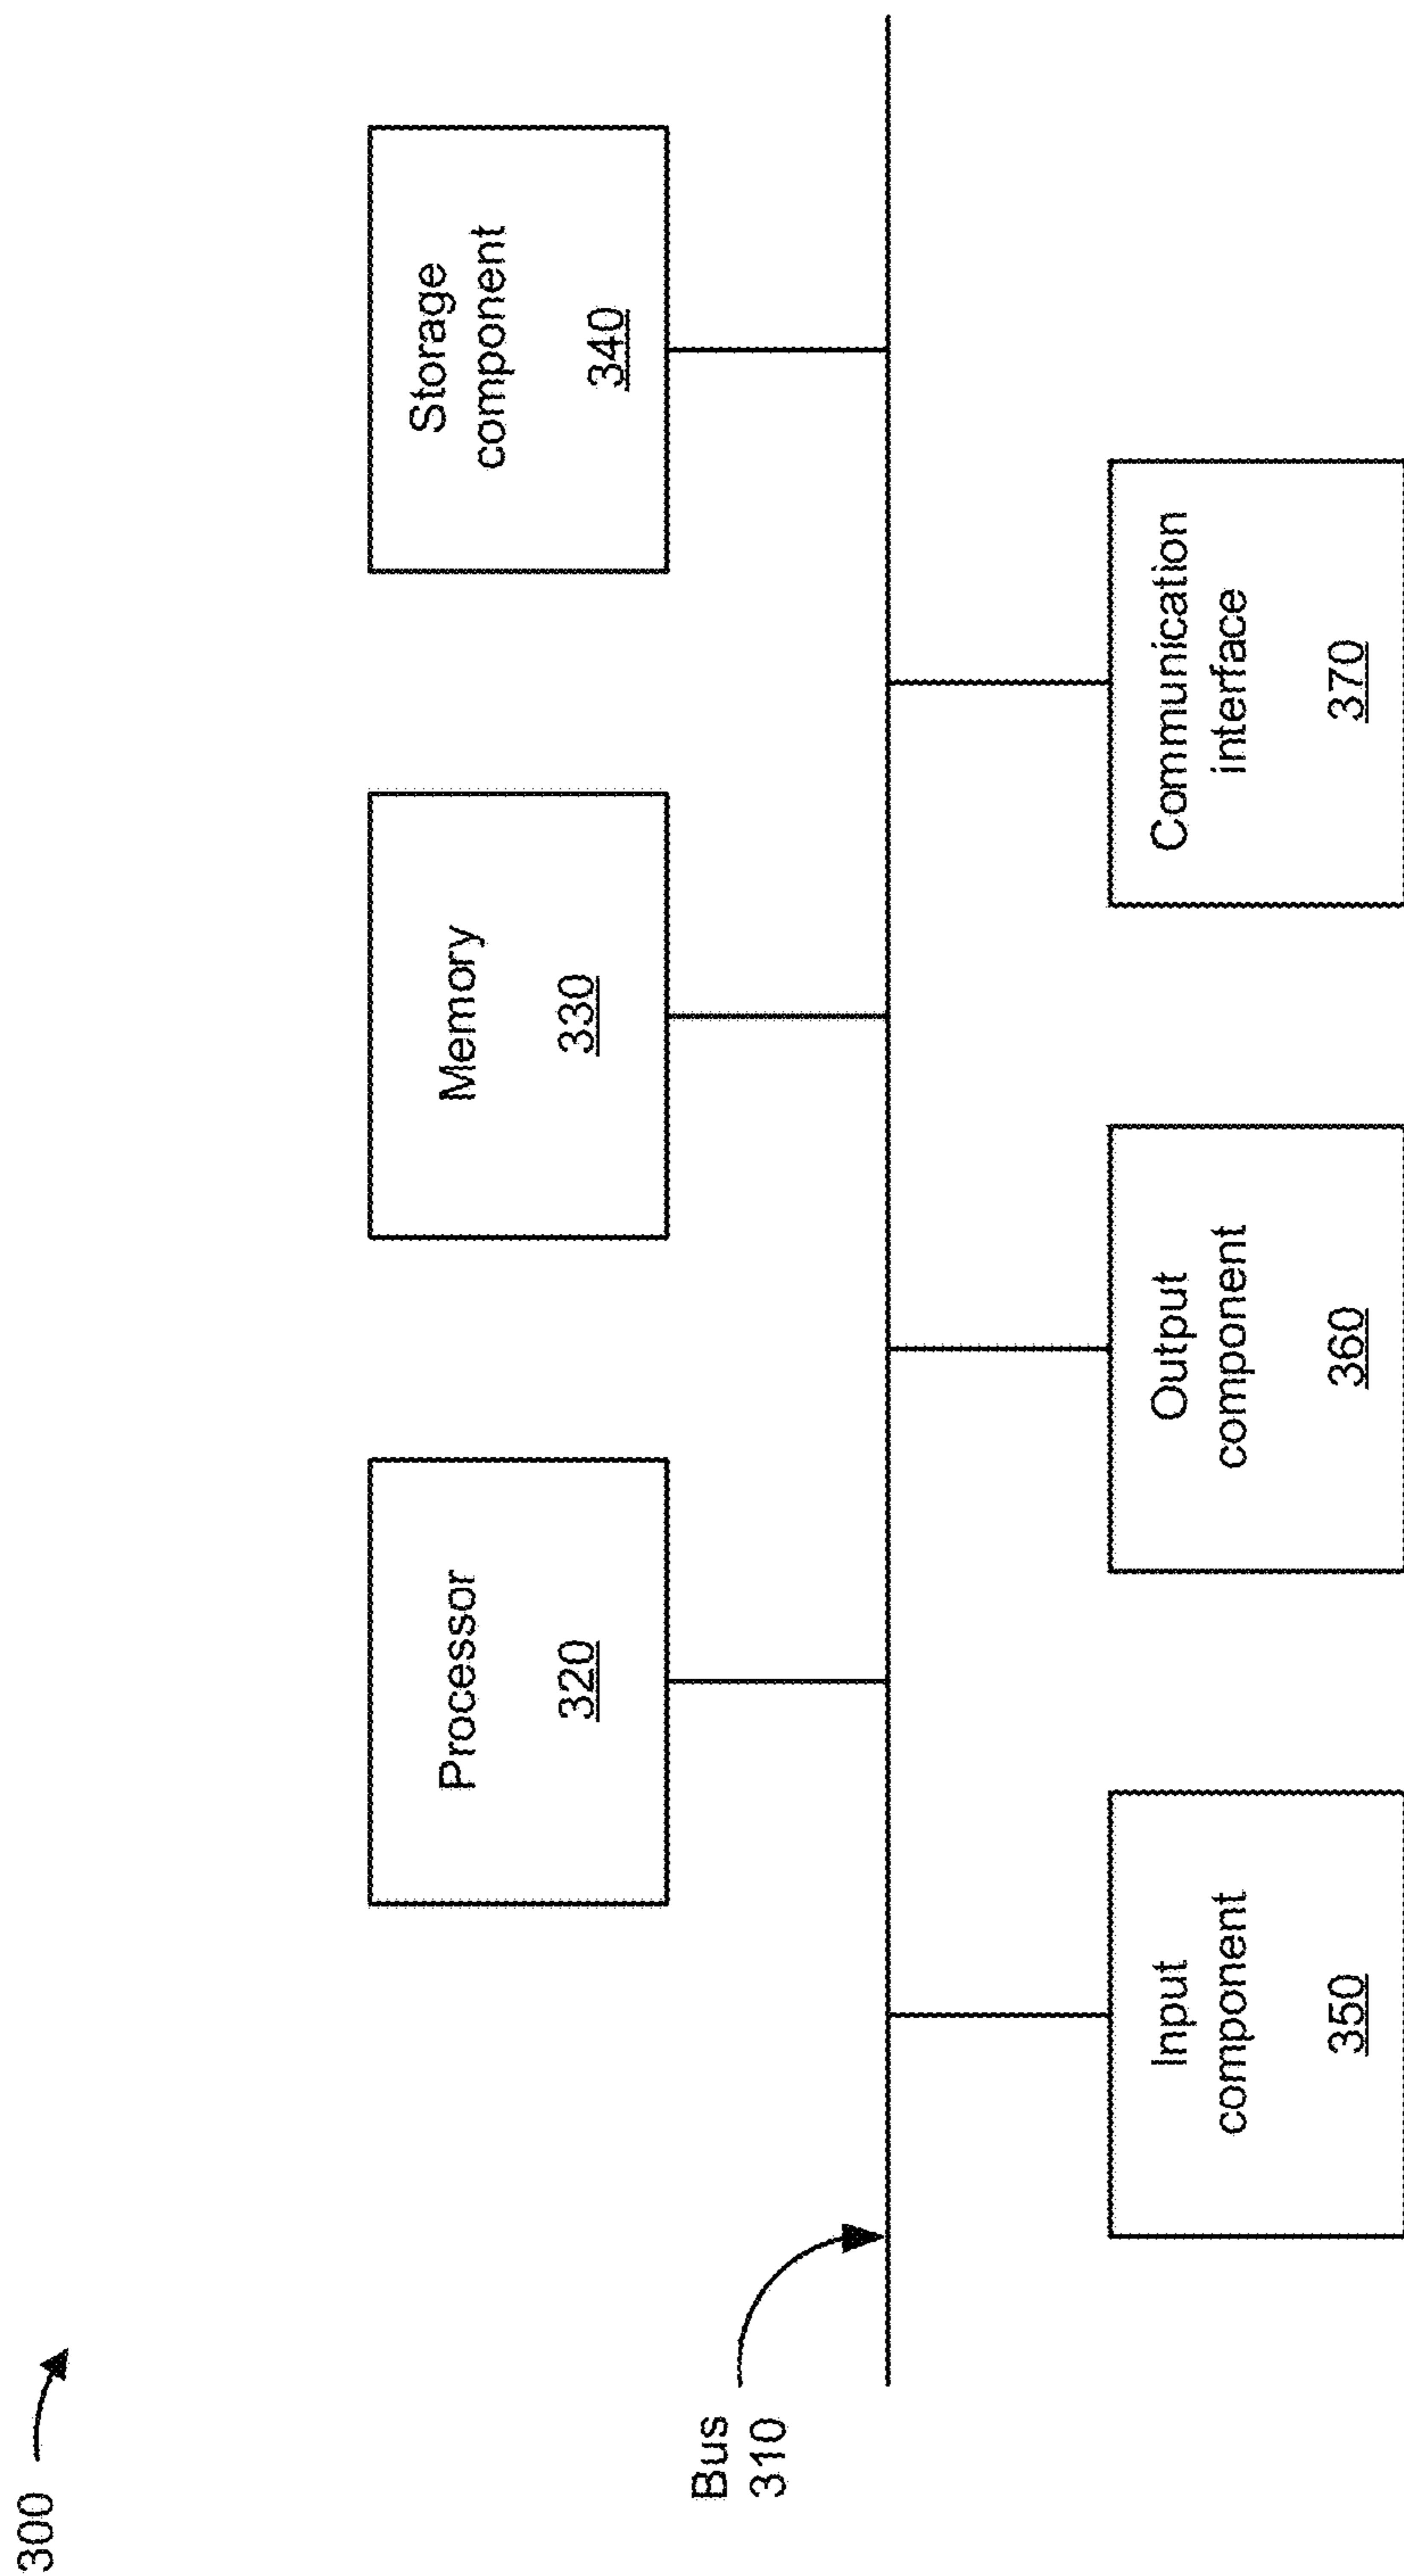 300
Processor
320
Memory
330
Storage
component
340
Bus
310
Input
component
350
Output
component
360
Communication
interface
370